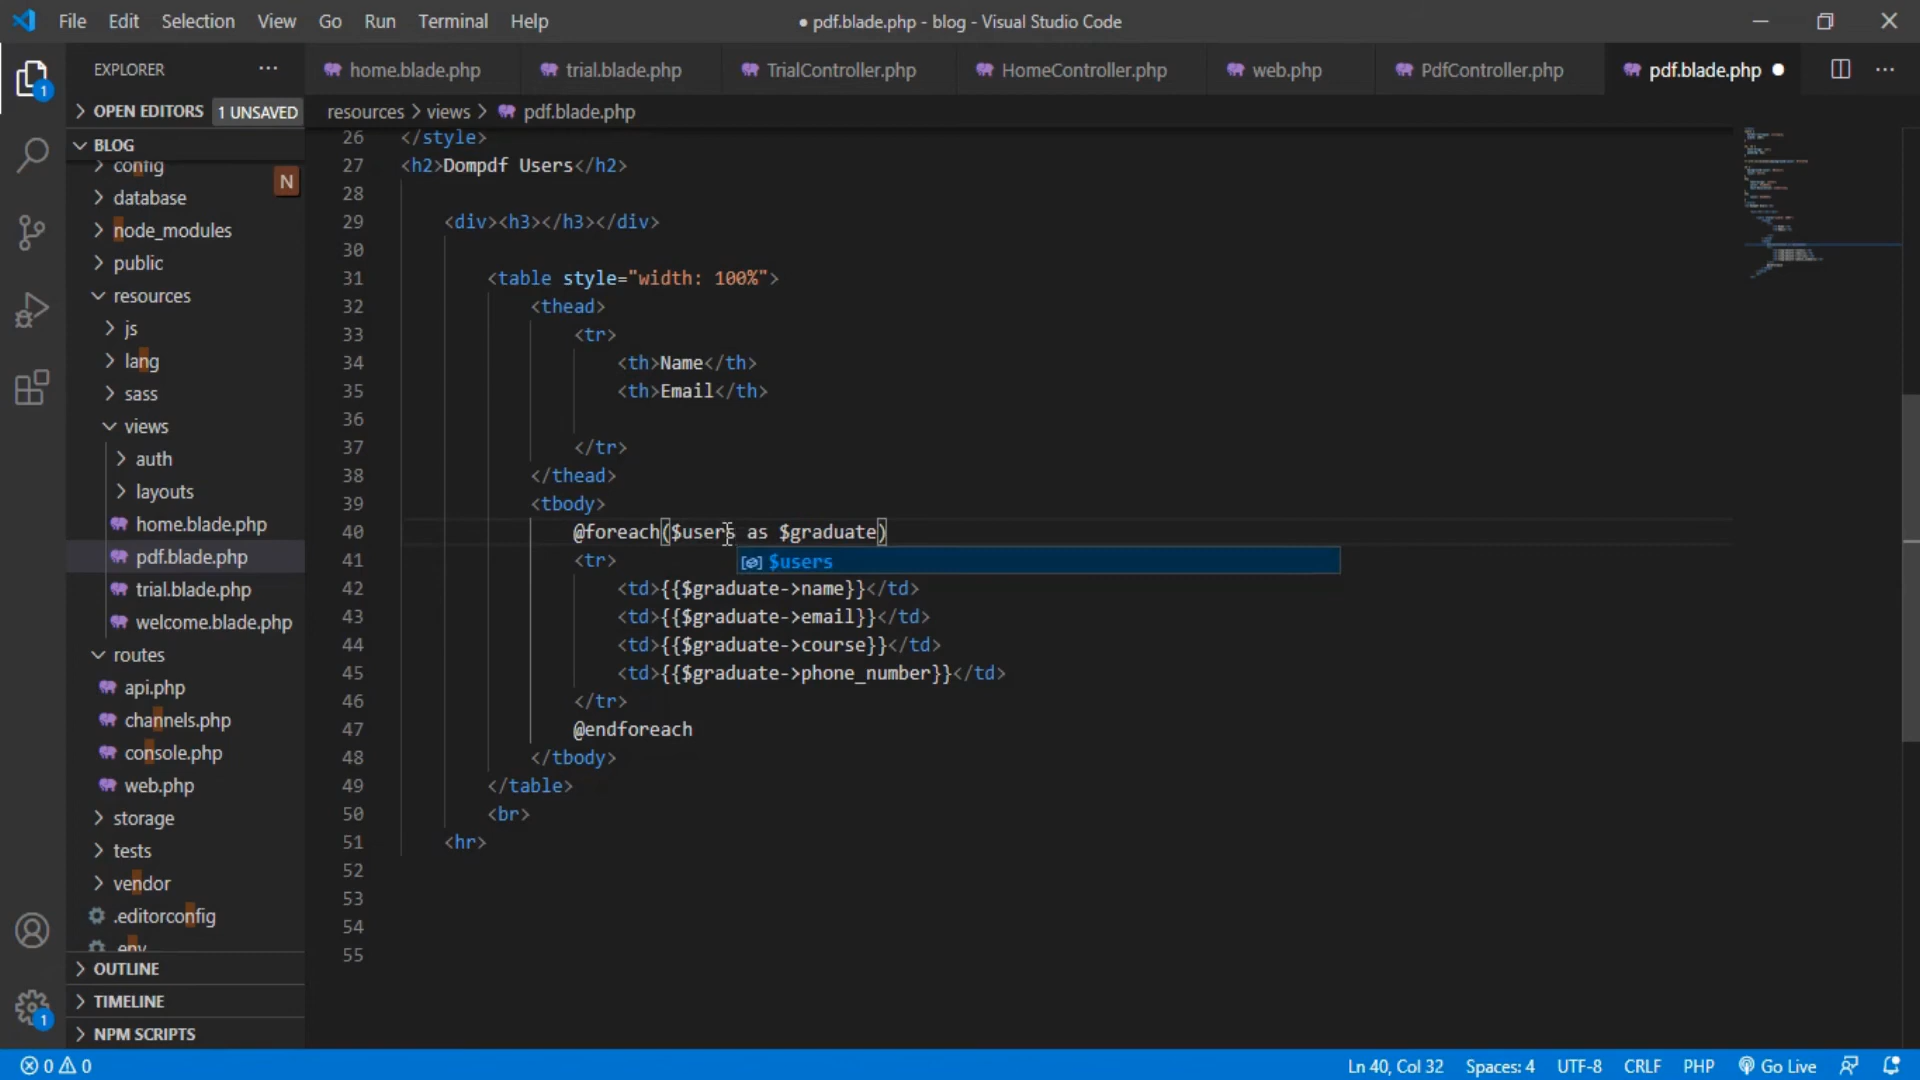 File Edit Selection View Go Run Terminal Help
● pdf.blade.php - blog - Visual Studio Code
EXPLORER
home.blade.php
trial.blade.php
TrialController.php
HomeController.php
web.php
PdfController.php
pdf.blade.php
OPEN EDITORS 1 UNSAVED
resources > views > pdf.blade.php
BLOG
config
N
database
node_modules
public
resources
js
lang
sass
views
auth
layouts
home.blade.php
pdf.blade.php
trial.blade.php
welcome.blade.php
routes
api.php
channels.php
console.php
web.php
storage
tests
vendor
.editorconfig
.env
OUTLINE
TIMELINE
NPM SCRIPTS
1
1
26 </style>
27 <h2>Dompdf Users</h2>
28
29 <div><h3></h3></div>
30
31 <table style="width: 100%">
32 <thead>
33 <tr>
34 <th>Name</th>
35 <th>Email</th>
36
37 </tr>
38 </thead>
39 <tbody>
40 @foreach($users as $graduate)
41 <tr>
$users
42 <td>{{$graduate->name}}</td>
43 <td>{{$graduate->email}}</td>
44 <td>{{$graduate->course}}</td>
45 <td>{{$graduate->phone_number}}</td>
46 </tr>
47 @endforeach
48 </tbody>
49 </table>
50 <br>
51 <hr>
52
53
54
55
0 0
Ln 40, Col 32 Spaces: 4 UTF-8 CRLF PHP Go Live